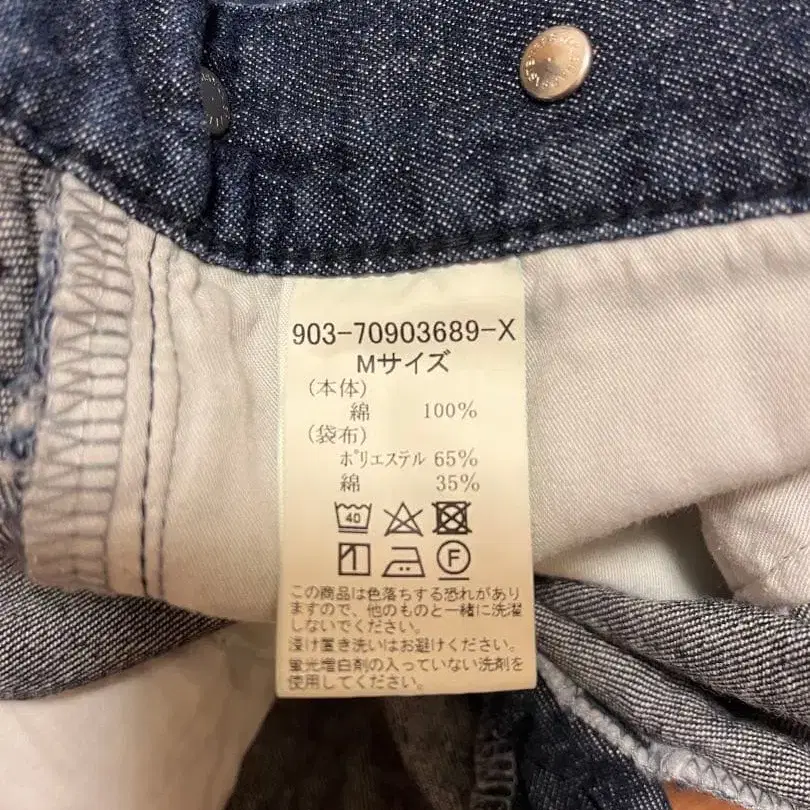 903-70903689-X
Mサイズ
(本体)
綿 100%
(袋布)
ポリエステル 65%
綿 35%
40
F
この商品は色落ちする恐れがあり
ますので、他のものと一緒に洗濯
しないでください。
浸け置き洗いはお避けください。
蛍光増白剤の入っていない洗剤を
使用してください。